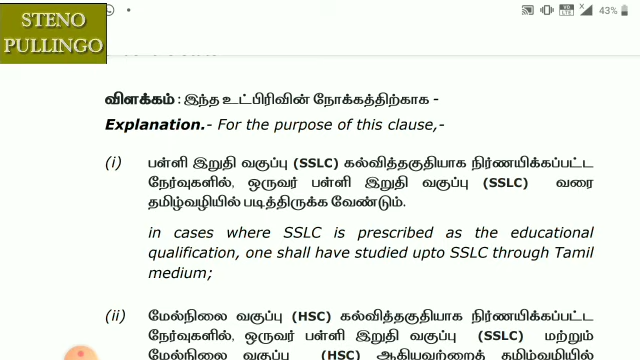 STENO
PULLINGO
43%
விளக்கம் : இந்த உட்பிரிவின் நோக்கத்திற்காக -
Explanation.- For the purpose of this clause,-
(i) பள்ளி இறுதி வகுப்பு (SSLC) கல்வித்தகுதியாக நிர்ணயிக்கப்பட்ட
நேர்வுகளில், ஒருவர் பள்ளி இறுதி வகுப்பு (SSLC) வரை
தமிழ்வழியில் படித்திருக்க வேண்டும்.
in cases where SSLC is prescribed as the educational
qualification, one shall have studied upto SSLC through Tamil
medium;
(ii) மேல்நிலை வகுப்பு (HSC) கல்வித்தகுதியாக நிர்ணயிக்கப்பட்ட
நேர்வுகளில், ஒருவர் பள்ளி இறுதி வகுப்பு (SSLC) மற்றும்
மேல்நிலை வகுப்பு (HSC) ஆகியவற்றைத் தமிழ்வழியில்